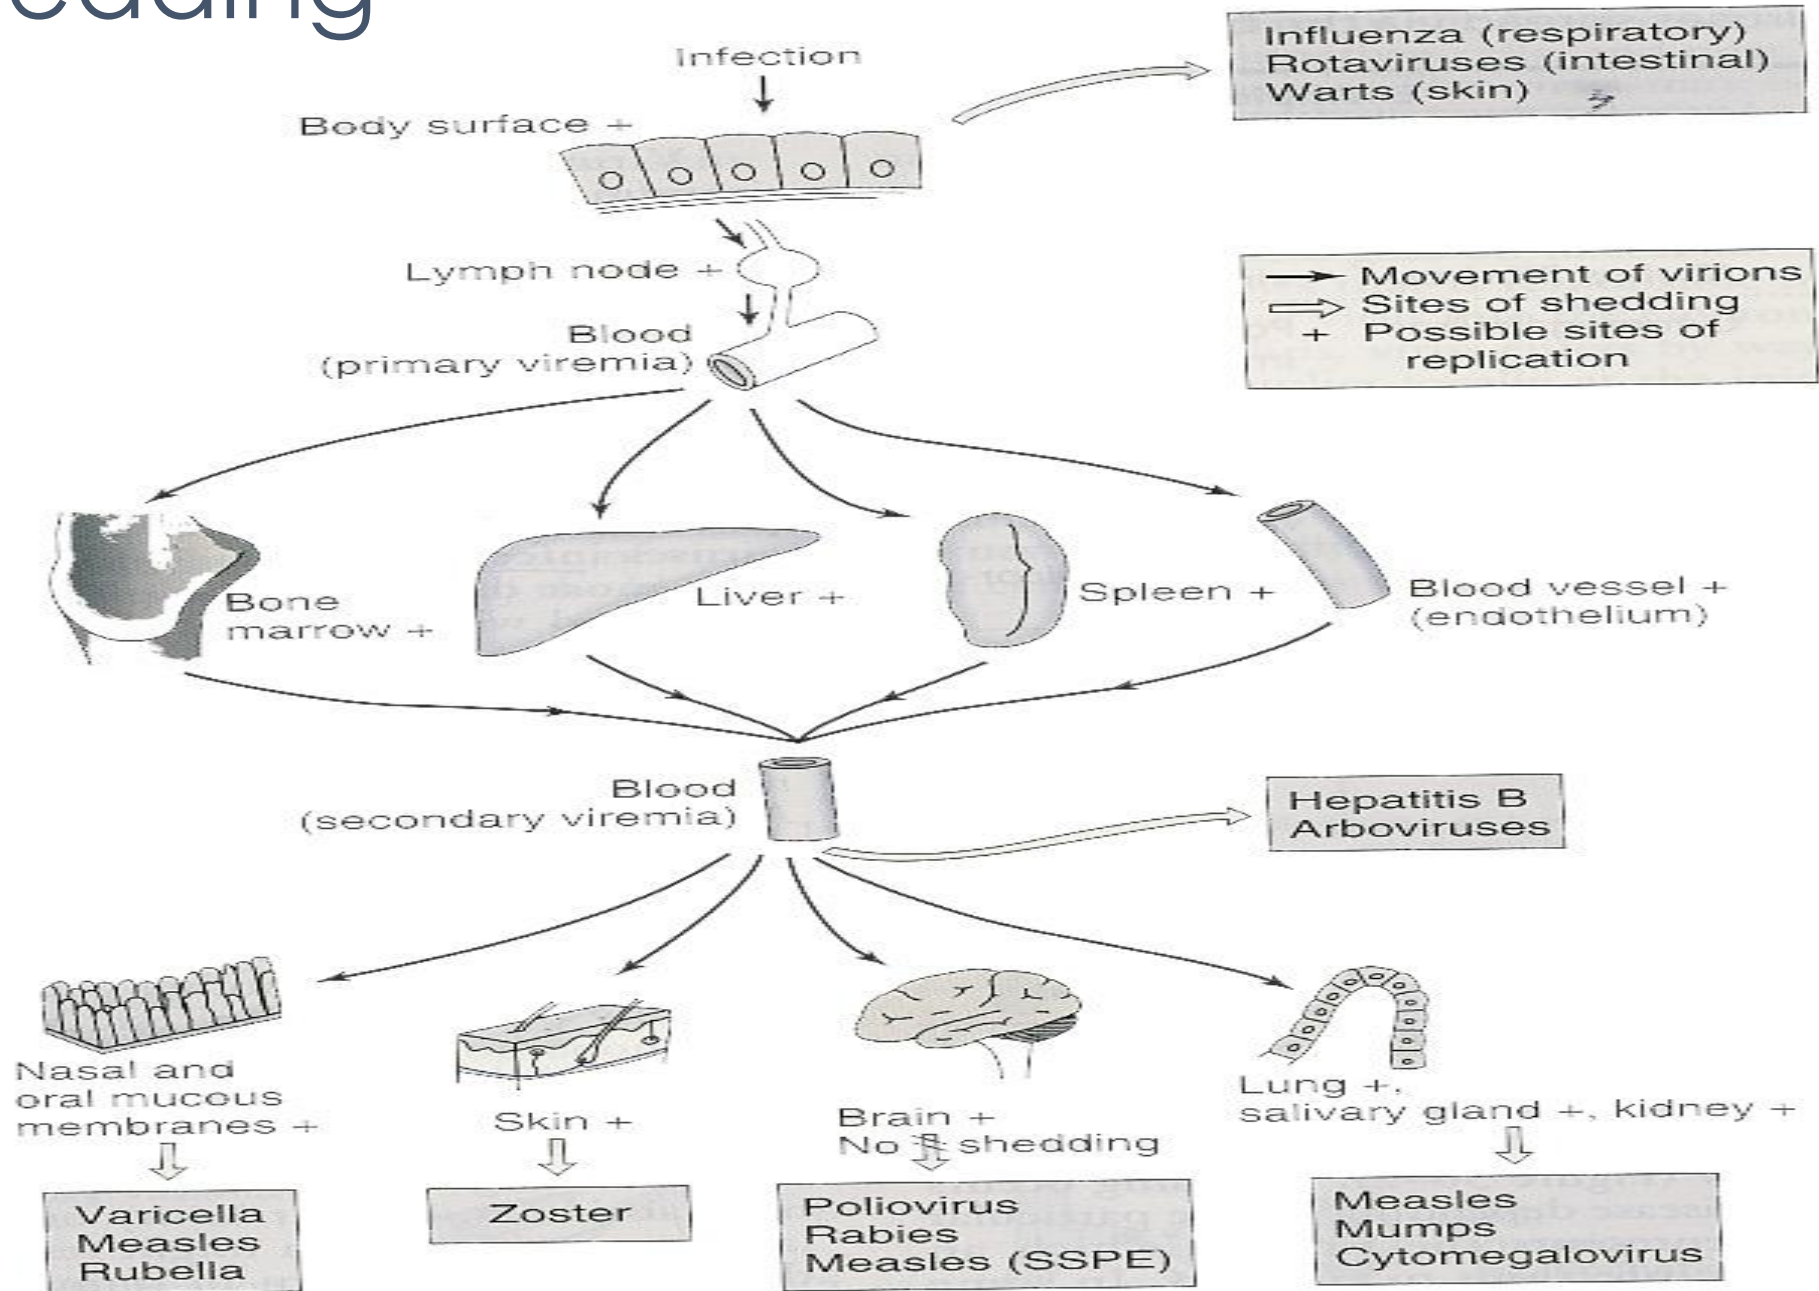 Infection
Influenza (respiratory)
Rotaviruses (intestinal)
Warts (skin)
Body surface +
Lymph node +
Movement of virions
Sites of shedding
+ Possible sites of
replication
Blood
(primary viremia)
Bone
marrow +
Liver +
Spleen +
Blood vessel +
(endothelium)
Blood
(secondary viremia)
Hepatitis B
Arboviruses
Nasal and
oral mucous
membranes +
Skin +
Brain +
No shedding
Lung +,
salivary gland +, kidney +
Varicella
Measles
Rubella
Zoster
Poliovirus
Rabies
Measles (SSPE)
Measles
Mumps
Cytomegalovirus